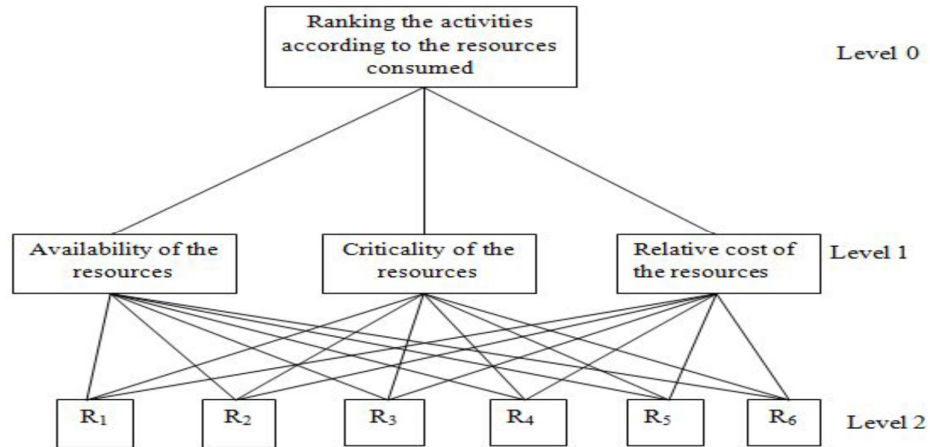 Ranking the activities
according to the resources
consumed
Level 0
Availability of the
resources
Criticality of the
resources
Relative cost of
the resources
Level 1
R₁
R₂
R₃
R₄
R₅
R₆
Level 2